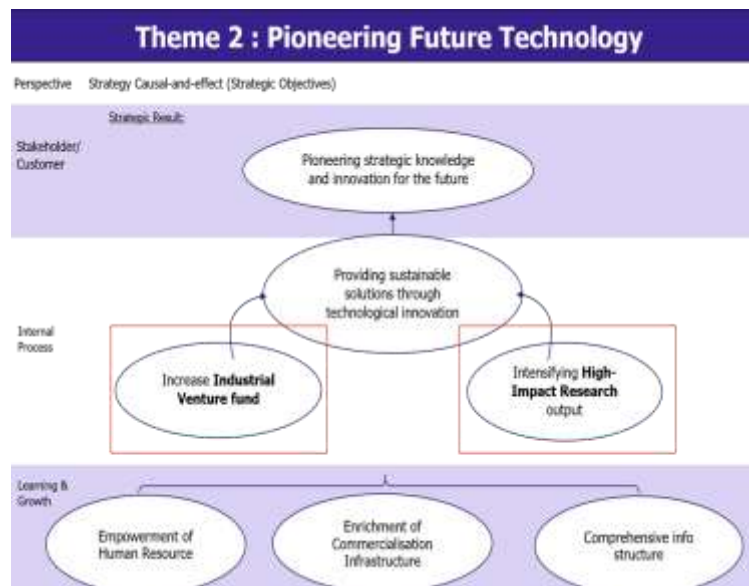 Theme 2 : Pioneering Future Technology
Perspective Strategy Causal-and-effect (Strategic Objectives)
Strategic Result:
Stakeholder/
Customer
Pioneering strategic knowledge
and innovation for the future
Providing sustainable
solutions through
technological innovation
Internal
Process
Increase Industrial
Venture fund
Intensifying High-
Impact Research
output
Learning &
Growth
Empowerment of
Human Resource
Enrichment of
Commercialisation
Infrastructure
Comprehensive info
structure